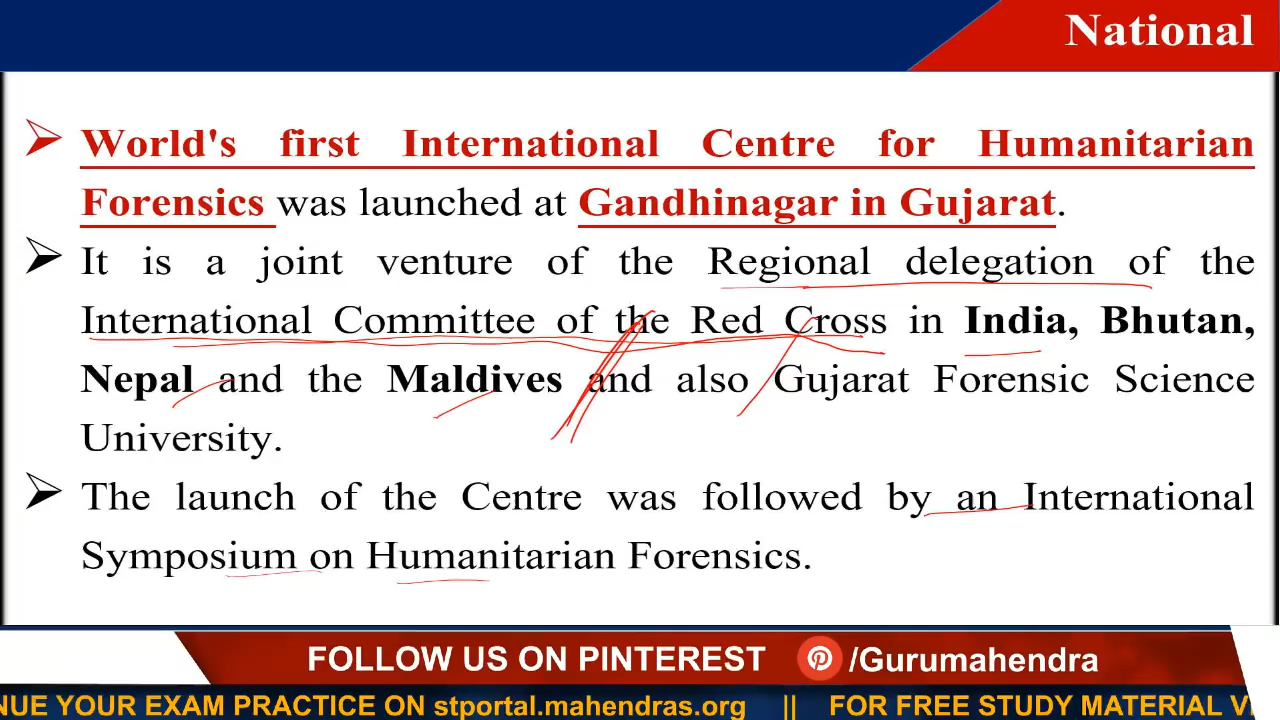 National
➢ World's first International Centre for Humanitarian
Forensics was launched at Gandhinagar in Gujarat.
➢ It is a joint venture of the Regional delegation of the
International Committee of the Red Cross in India, Bhutan,
Nepal and the Maldives and also Gujarat Forensic Science
University.
➢ The launch of the Centre was followed by an International
Symposium on Humanitarian Forensics.
FOLLOW US ON PINTEREST /Gurumahendra
NUE YOUR EXAM PRACTICE ON stportal.mahendras.org || FOR FREE STUDY MATERIAL VI